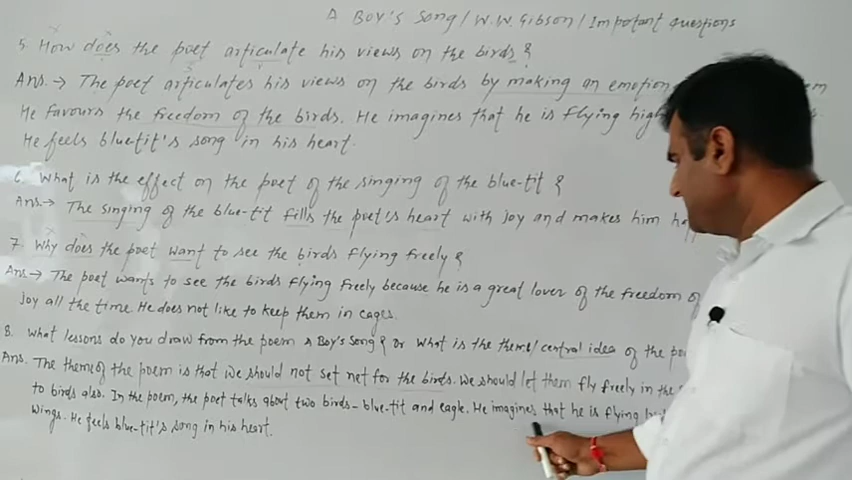 A Boy's Song/W.W. Gibson/Impotant Questions
5. How does the poet articulate his views on the birds?
Ans.→ The poet articulates his views on the birds by making an emotion
He favours the freedom of the birds. He imagines that he is flying high
He feels blue-tit's song in his heart.
6. What is the effect on the poet of the singing of the blue-tit?
Ans.→ The singing of the blue-tit fills the poet's heart with joy and makes him
7. Why does the poet want to see the birds flying freely?
Ans→ The poet wants to see the birds flying freely because he is a great lover of the freedom of
joy all the time. He does not like to keep them in cages.
8. What lessons do you draw from the poem A Boy's Song? or what is the theme/central idea of the
Ans. The theme of the poem is that we should not set net for the birds. We should let them fly freely in the
to birds also. In the poem, the poet talks about two birds- blue-tit and eagle. He imagines that he is flying
wings. He feels blue-tit's song in his heart.